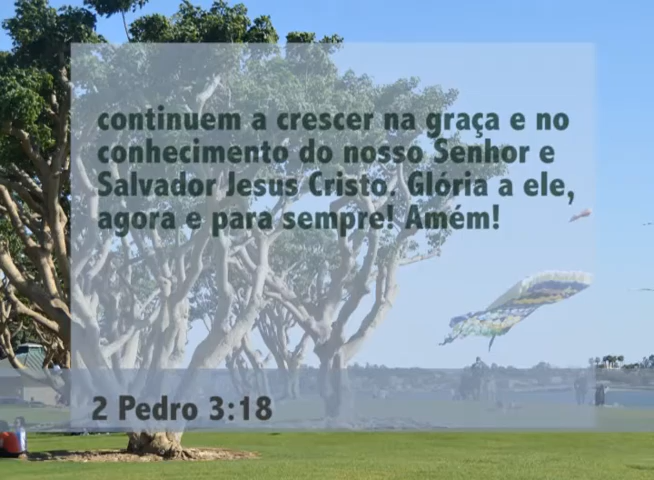 continuem a crescer na graça e no
conhecimento do nosso Senhor e
Salvador Jesus Cristo. Glória a ele,
agora e para sempre! Amém!
2 Pedro 3:18